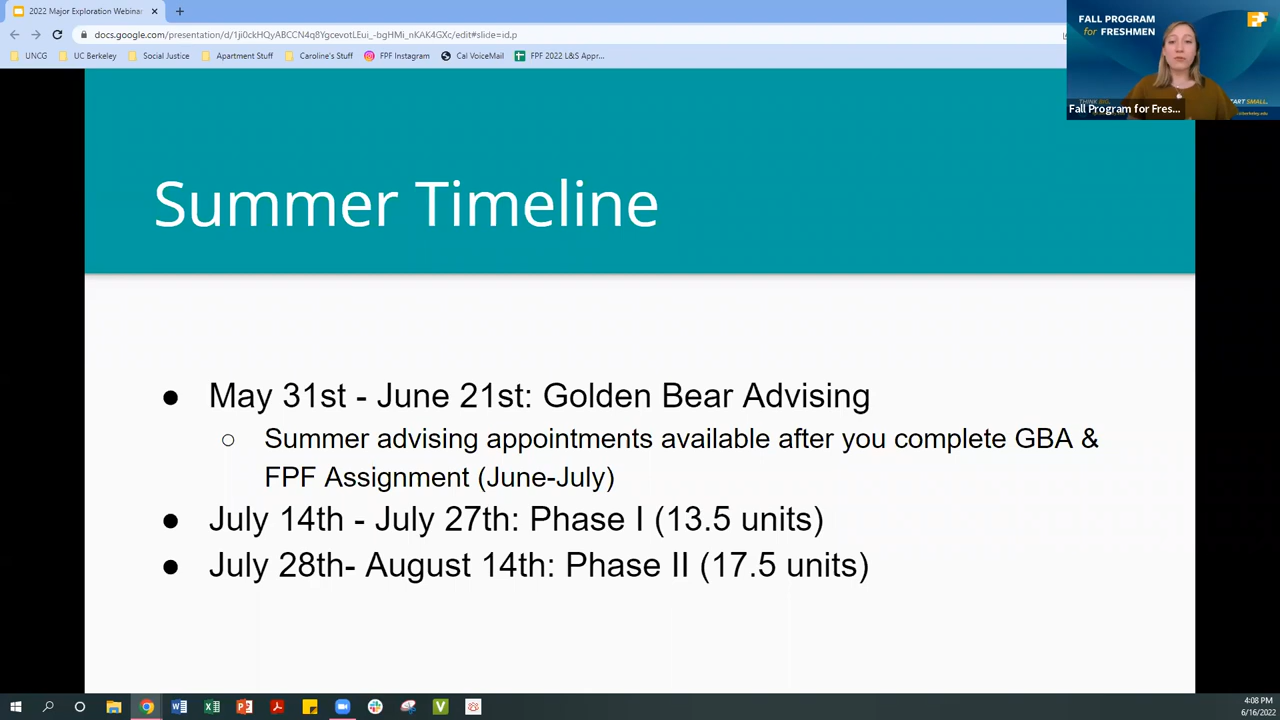 2022 Major Exploration Webinar
docs.google.com/presentation/d/1ji0ckHQyABCCN4q8YgcevotLEui_-bgHMi_nKAK4GXc/edit#slide=id.p
UNCG
UC Berkeley
Social Justice
Apartment Stuff
Caroline's Stuff
FPF Instagram
Cal VoiceMail
FPF 2022 L&S Appr...
FALL PROGRAM
for FRESHMEN
THINK BIG.
START SMALL.
Fall Program for Fres...
Summer Timeline
● May 31st - June 21st: Golden Bear Advising
○ Summer advising appointments available after you complete GBA &
FPF Assignment (June-July)
● July 14th - July 27th: Phase I (13.5 units)
● July 28th- August 14th: Phase II (17.5 units)
4:08 PM
6/16/2022